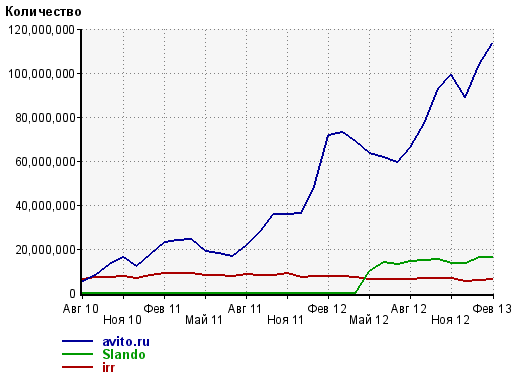 Количество
120,000,000
100,000,000
80,000,000
60,000,000
40,000,000
20,000,000
0
Авг 10 Фев 11 Авг 11 Фев 12 Авг 12 Фев 13
Ноя 10 Май 11 Ноя 11 Май 12 Ноя 12
avito.ru
Slando
irr